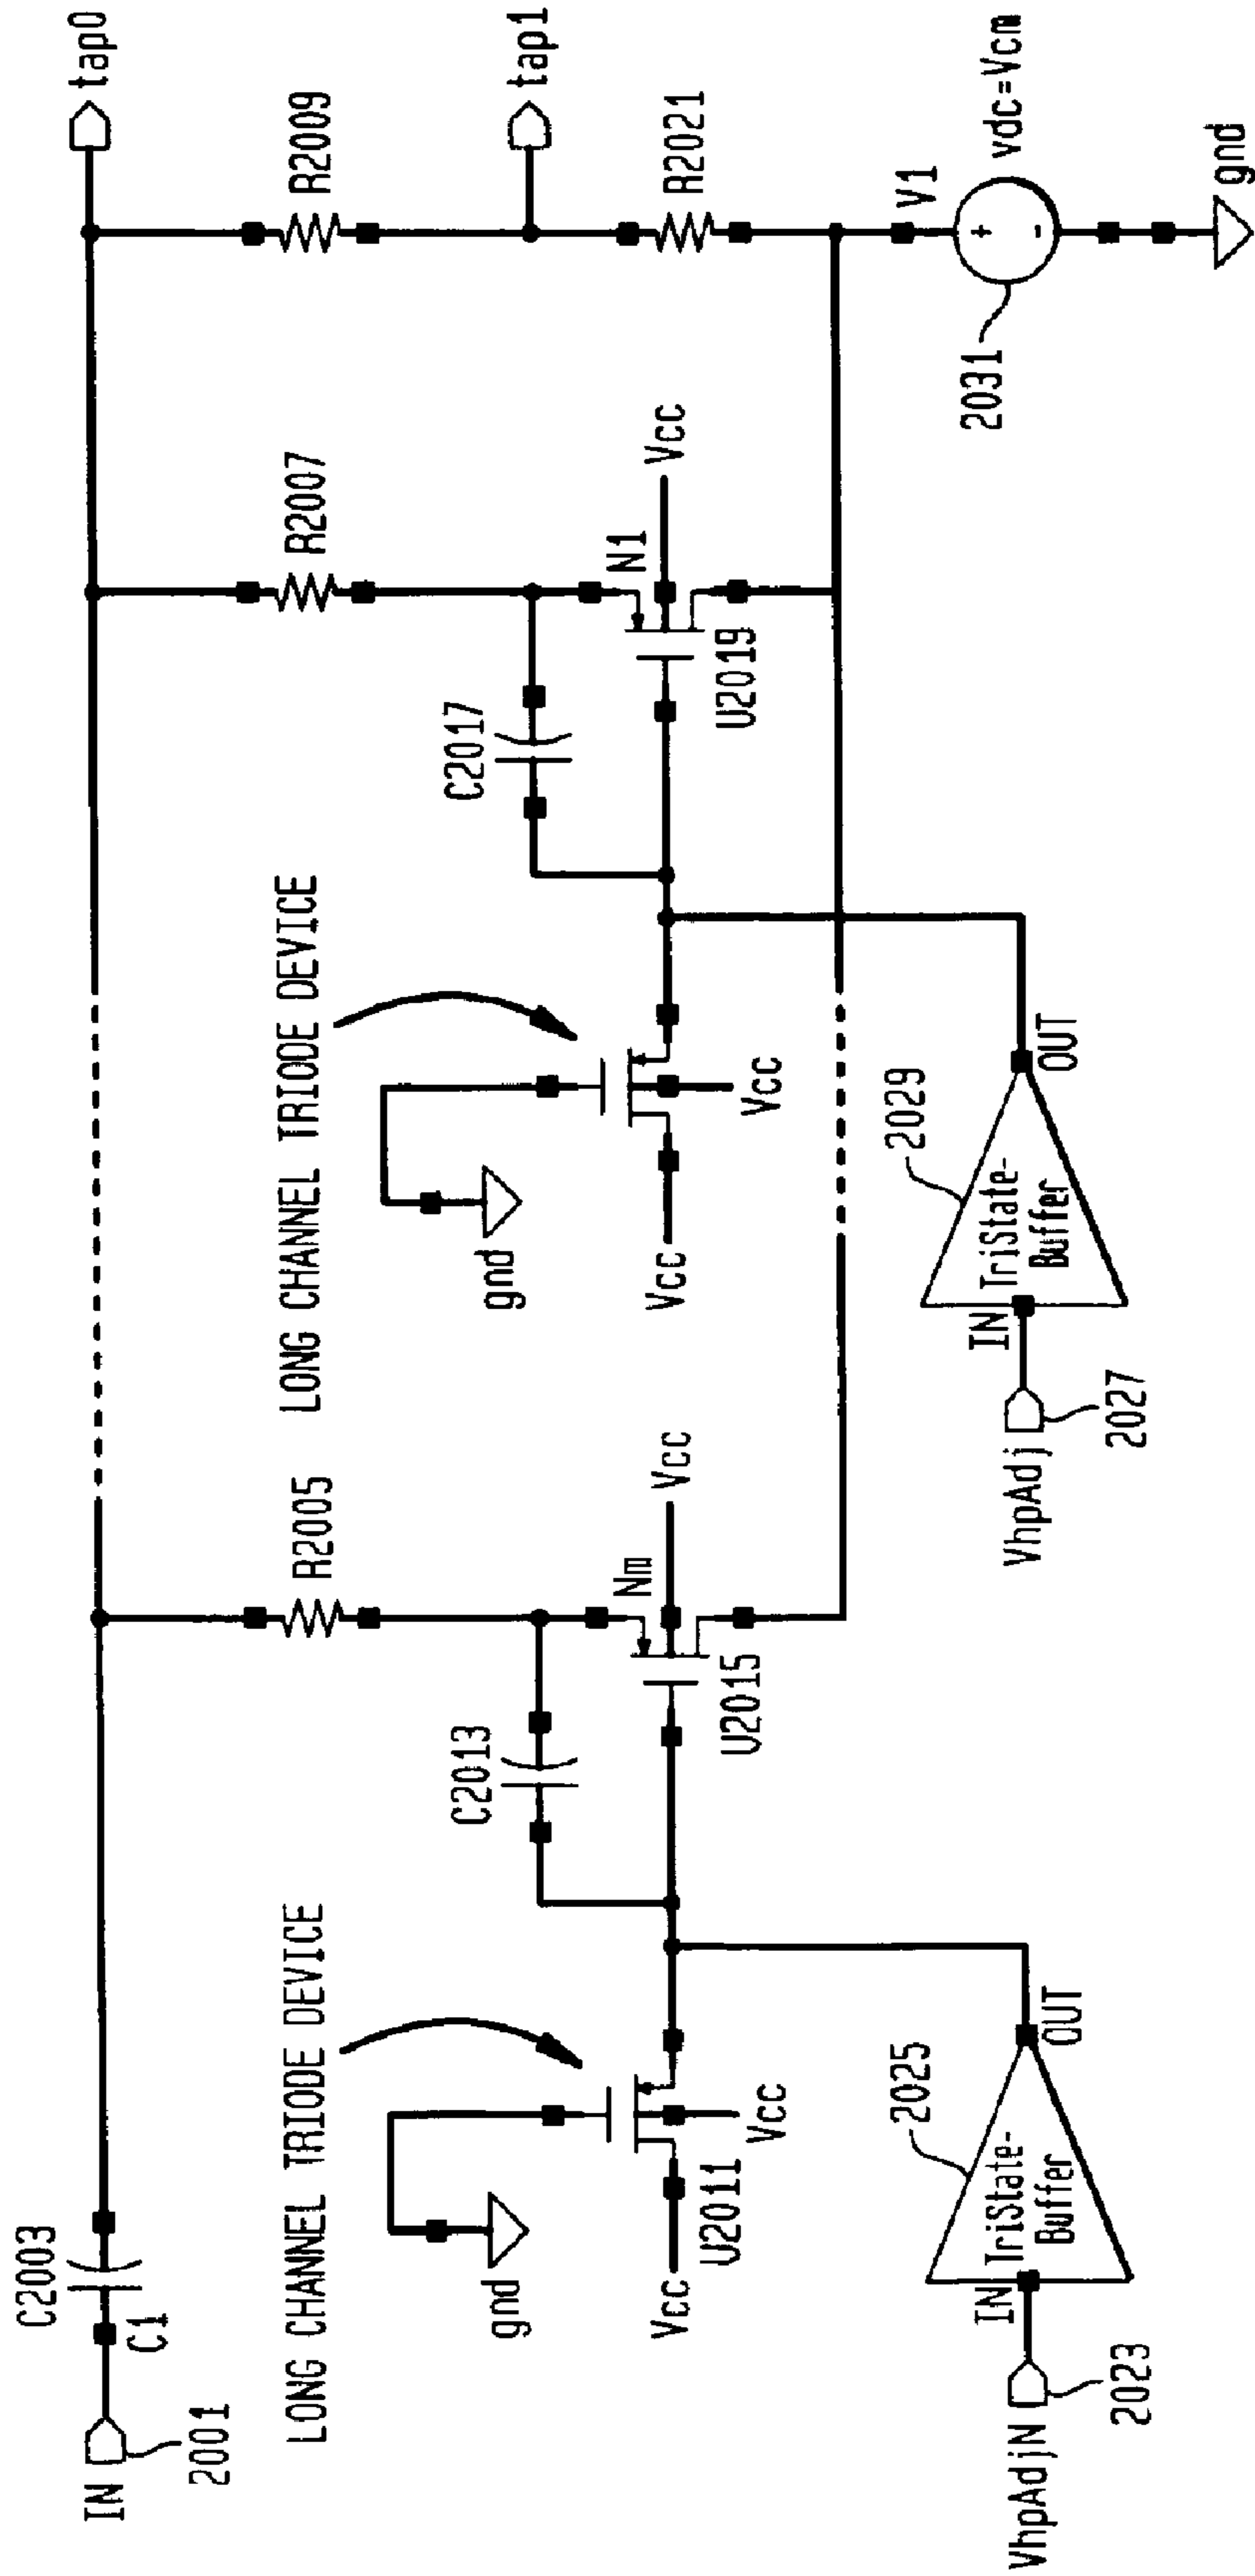 tap0
C2003
C1
IN
2001
R2005
R2007
R2009
tap1
LONG CHANNEL TRIODE DEVICE
LONG CHANNEL TRIODE DEVICE
C2013
C2017
R2021
gnd
gnd
Nm
N1
Vcc
Vcc
Vcc
Vcc
Vcc
Vcc
U2011
U2015
U2019
V1
2025
2029
2031
+
-
vdc=Vcm
IN
TriState-
Buffer
OUT
IN
TriState-
Buffer
OUT
VhpAdjN
2023
VhpAdj
2027
gnd